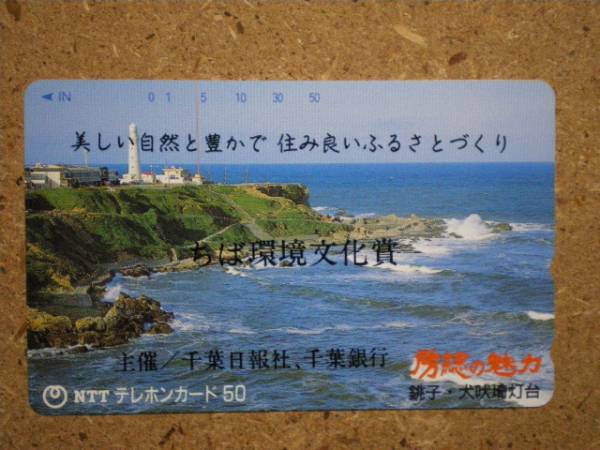 ◀ IN 0 1 5 10 30 50
美しい自然と豊かで 住み良いふるさとづくり
ちば環境文化賞
主催／千葉日報社、千葉銀行
房総の魅力
NTT テレホンカード 50
銚子・犬吠埼灯台